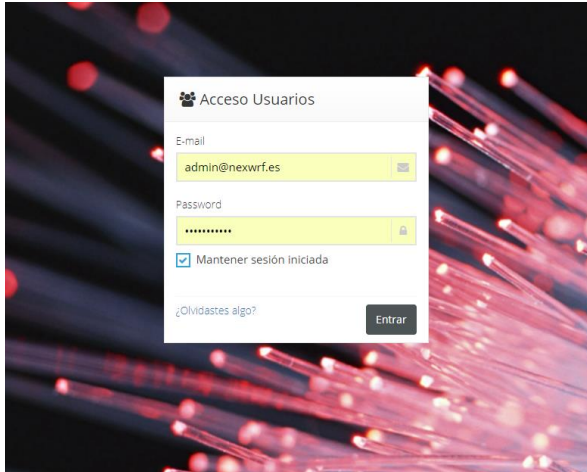 Acceso Usuarios
E-mail
admin@nexwrf.es
Password
•••••••••••
Mantener sesión iniciada
¿Olvidastes algo?
Entrar